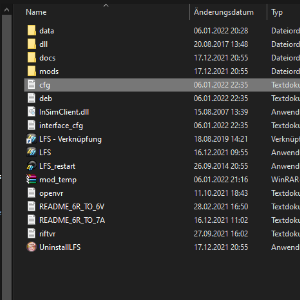 Name Änderungsdatum Typ
data 06.01.2022 20:28 Dateiord
dll 20.08.2017 13:48 Dateiord
docs 17.12.2021 20:55 Dateiord
mods 17.12.2021 20:55 Dateiord
cfg 06.01.2022 22:35 Textdoku
deb 06.01.2022 22:35 Textdoku
InSimClient.dll 15.08.2007 13:39 Anwend
interface_cfg 06.01.2022 22:35 Textdoku
LFS - Verknüpfung 18.08.2019 14:21 Verknüpf
LFS 16.12.2021 09:55 Anwend
LFS_restart 26.09.2014 20:55 Anwend
mod_temp 06.01.2022 21:16 WinRAR
openvr 11.10.2021 18:43 Textdoku
README_6R_TO_6V 28.02.2021 16:50 Textdoku
README_6R_TO_7A 16.12.2021 11:02 Textdoku
riftvr 27.09.2021 16:02 Textdoku
UninstallLFS 17.12.2021 20:55 Anwend